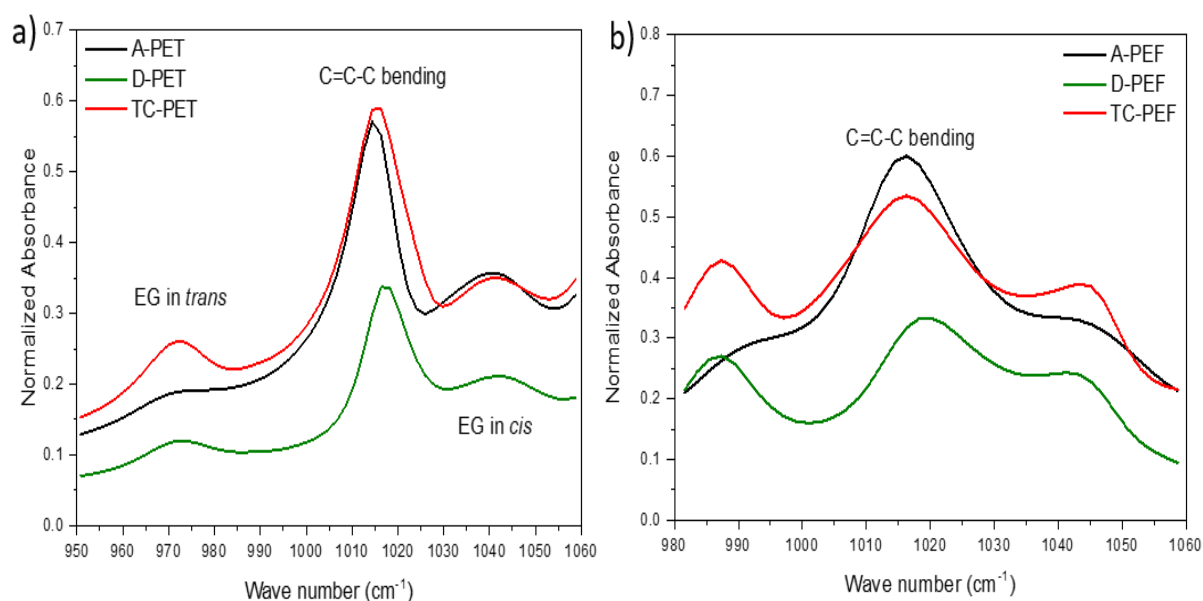 a)
0.7
0.6
0.5
0.4
0.3
0.2
0.1
0.0
Normalized Absorbance
A-PET
D-PET
TC-PET
C=C-C bending
EG in trans
EG in cis
950 960 970 980 990 1000 1010 1020 1030 1040 1050 1060
Wave number (cm⁻¹)
b)
0.8
0.7
0.6
0.5
0.4
0.3
0.2
0.1
0.0
Normalized Absorbance
A-PEF
D-PEF
TC-PEF
C=C-C bending
980 990 1000 1010 1020 1030 1040 1050 1060
Wave number (cm⁻¹)